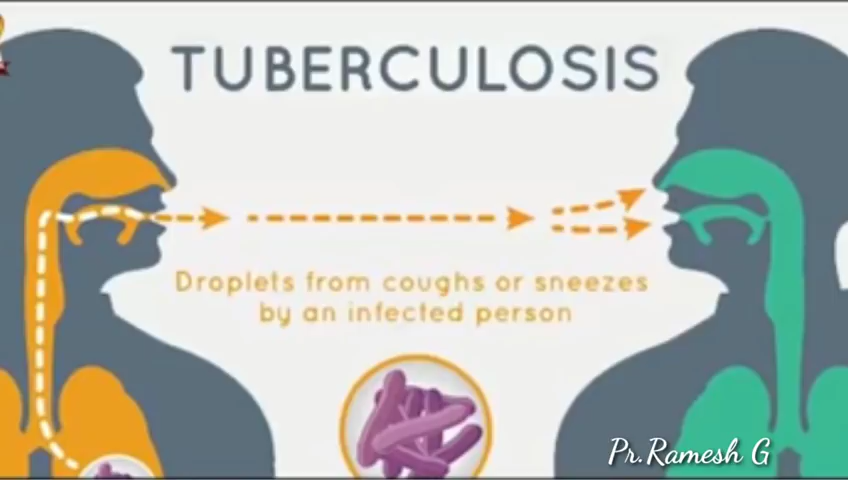 TUBERCULOSIS
Droplets from coughs or sneezes
by an infected person
Pr.Ramesh G